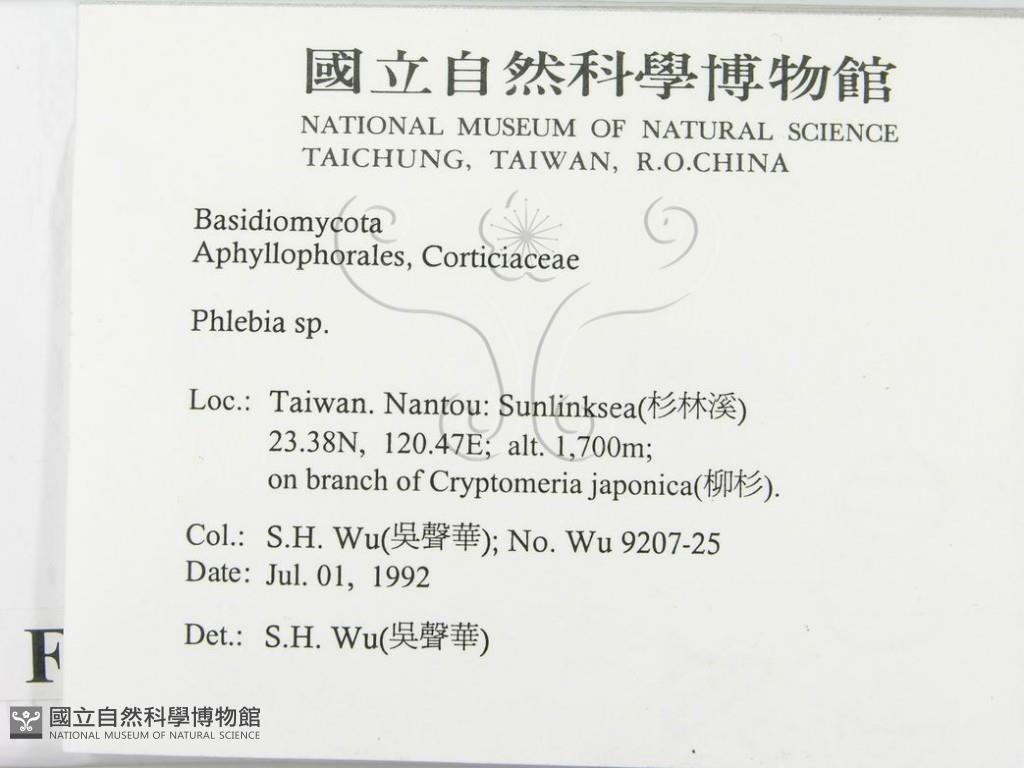 國立自然科學博物館
NATIONAL MUSEUM OF NATURAL SCIENCE
TAICHUNG, TAIWAN, R.O.CHINA
Basidiomycota
Aphyllophorales, Corticiaceae
Phlebia sp.
Loc.: Taiwan. Nantou: Sunlinksea(杉林溪)
23.38N, 120.47E; alt. 1,700m;
on branch of Cryptomeria japonica(柳杉).
Col.: S.H. Wu(吳聲華); No. Wu 9207-25
Date: Jul. 01, 1992
Det.: S.H. Wu(吳聲華)
F
國立自然科學博物館
NATIONAL MUSEUM OF NATURAL SCIENCE